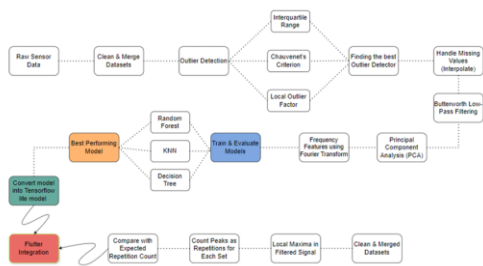 Interquartile
Range
Raw Sensor
Data
Clean & Merge
Datasets
Outlier Detection
Chauvenet's
Criterion
Finding the best
Outlier Detector
Handle Missing
Values
(Interpolate)
Local Outlier
Factor
Butterworth Low-
Pass Filtering
Random
Forest
Best Performing
Model
KNN
Train & Evaluate
Models
Frequency
Features using
Fourier Transform
Principal
Component
Analysis (PCA)
Decision
Tree
Convert model
into Tensorflow
lite model
Flutter
Integration
Compare with
Expected
Repetition Count
Count Peaks as
Repetitions for
Each Set
Local Maxima in
Filtered Signal
Clean & Merged
Datasets